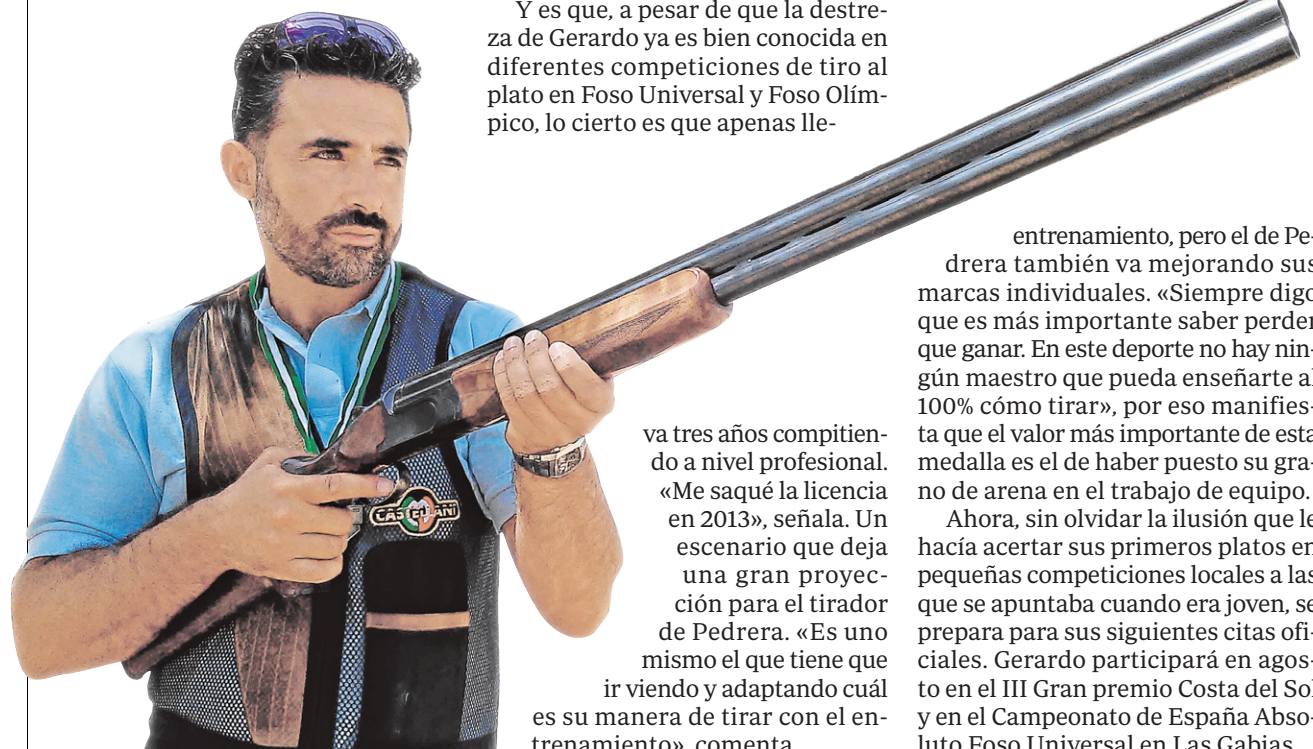 Y es que, a pesar de que la destre-
za de Gerardo ya es bien conocida en
diferentes competiciones de tiro al
plato en Foso Universal y Foso Olím-
pico, lo cierto es que apenas lle-
va tres años compitien-
do a nivel profesional.
«Me saqué la licencia
en 2013», señala. Un
escenario que deja
una gran proyec-
ción para el tirador
de Pedrera. «Es uno
mismo el que tiene que
ir viendo y adaptando cuál
es su manera de tirar con el en-
trenamiento», comenta
entrenamiento, pero el de Pe-
drera también va mejorando sus
marcas individuales. «Siempre digo
que es más importante saber perder
que ganar. En este deporte no hay nin-
gún maestro que pueda enseñarte al
100% cómo tirar», por eso manifies-
ta que el valor más importante de esta
medalla es el de haber puesto su gra-
no de arena en el trabajo de equipo.
Ahora, sin olvidar la ilusión que le
hacía acertar sus primeros platos en
pequeñas competiciones locales a las
que se apuntaba cuando era joven, se
prepara para sus siguientes citas ofi-
ciales. Gerardo participará en agos-
to en el III Gran premio Costa del Sol
y en el Campeonato de España Abso-
luto Foso Universal en Las Gabias
CASTELLANI